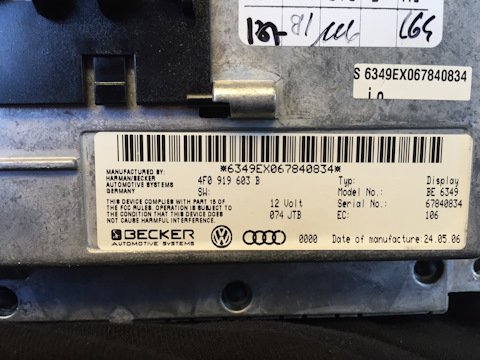 S 6349EX067840834
*6349EX067840834*
MANUFACTURED BY:
HARMAN/BECKER
AUTOMOTIVE SYSTEMS
GERMANY
4F0 919 603 B
SW:
Typ: Display
Model No.: BE 6349
THIS DEVICE COMPLIES WITH PART 15 OF
THE FCC RULES. OPERATION IS SUBJECT TO
THE CONDITION THAT THIS DEVICE DOES
NOT CAUSE HARMFUL INTERFERENCE.
12 Volt
074 JTB
Serial No.: 67840834
EC: 106
BECKER
AUTOMOTIVE SYSTEMS
0000 Date of manufacture: 24.05.06